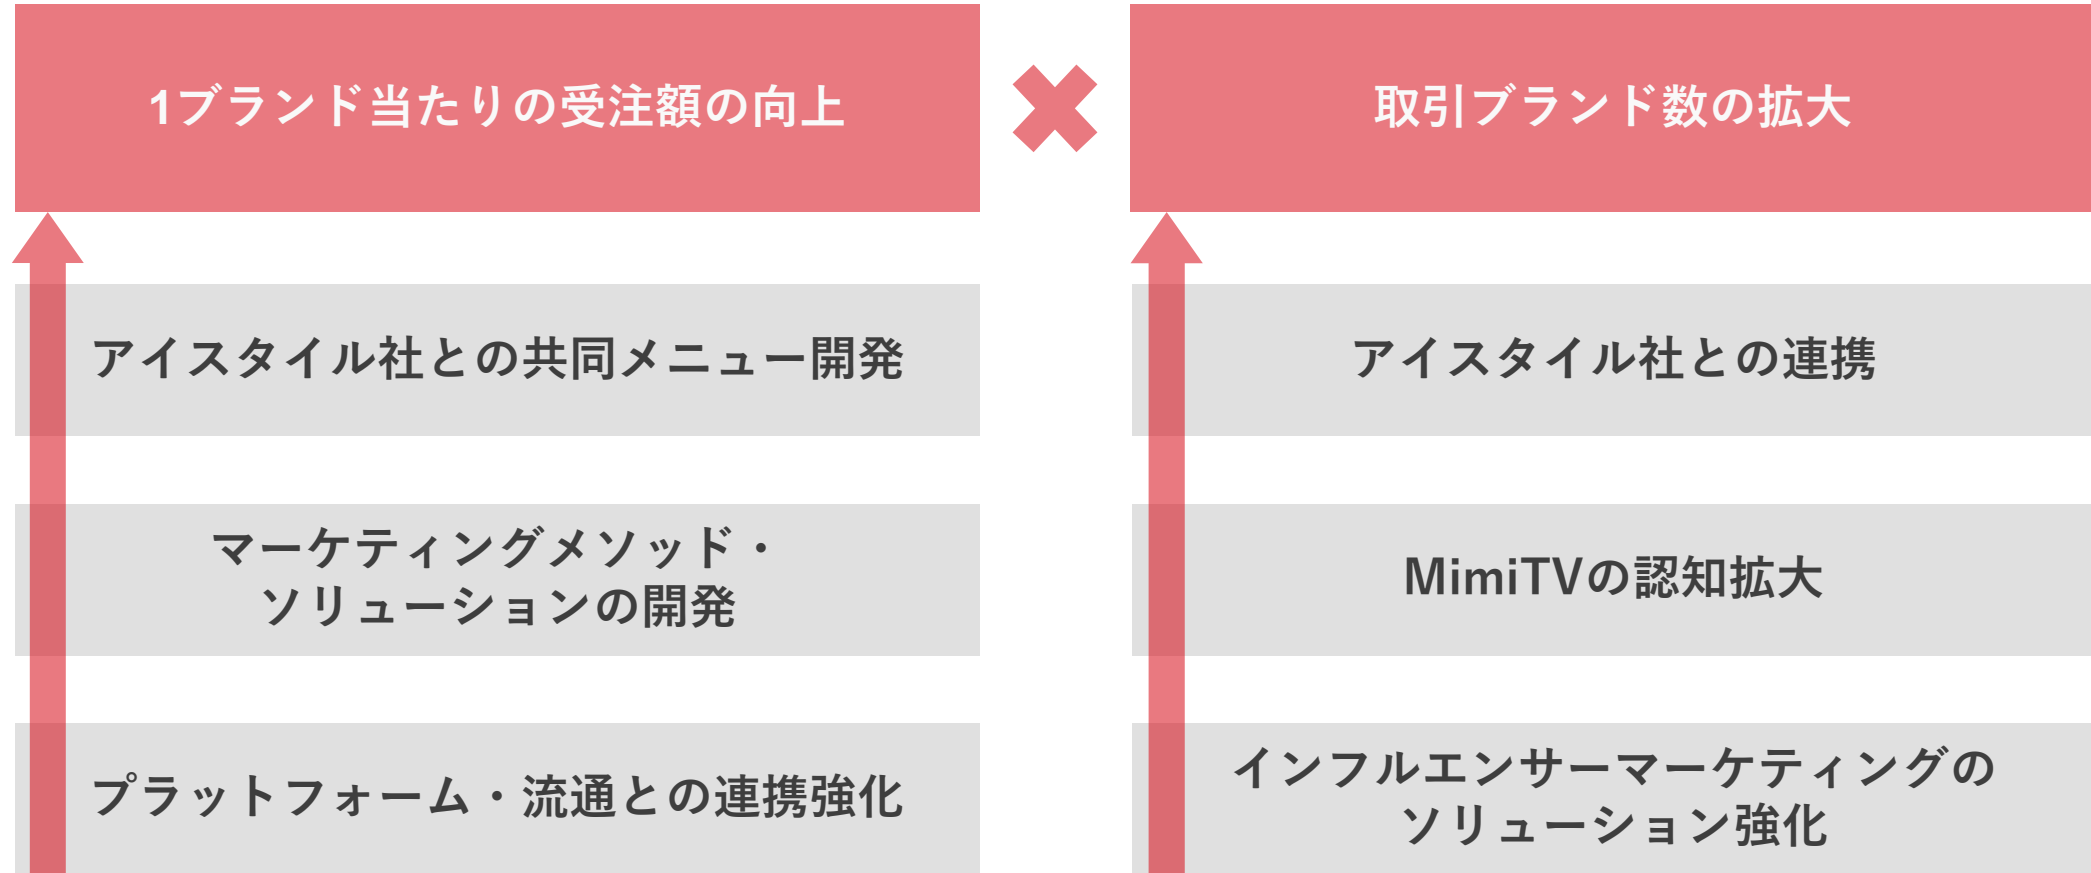 1ブランド当たりの受注額の向上
取引ブランド数の拡大
アイスタイル社との共同メニュー開発
マーケティングメソッド・
ソリューションの開発
プラットフォーム・流通との連携強化
アイスタイル社との連携
MimiTVの認知拡大
インフルエンサーマーケティングの
ソリューション強化